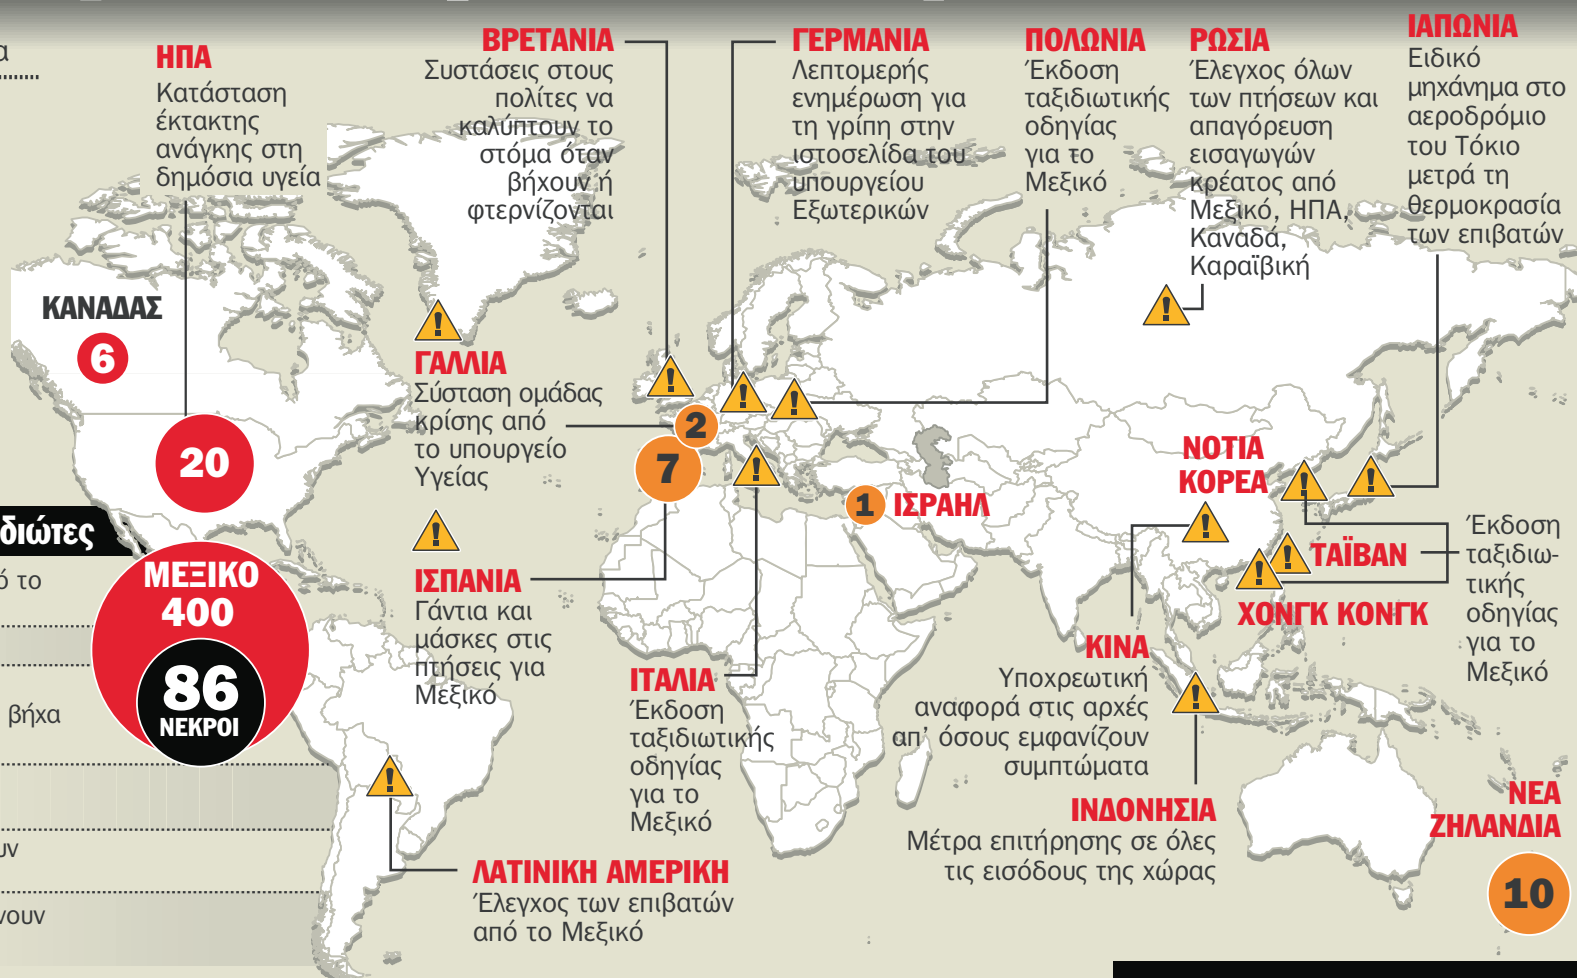 α
ΗΠΑ
Κατάσταση
έκτακτης
ανάγκης στη
δημόσια υγεία
ΒΡΕΤΑΝΙΑ
Συστάσεις στους
πολίτες να
καλύπτουν το
στόμα όταν
βήχουν ή
φτερνίζονται
ΓΕΡΜΑΝΙΑ
Λεπτομερής
ενημέρωση για
τη γρίπη στην
ιστοσελίδα του
υπουργείου
Εξωτερικών
ΠΟΛΩΝΙΑ
Έκδοση
ταξιδιωτικής
οδηγίας
για το
Μεξικό
ΡΩΣΙΑ
Έλεγχος όλων
των πτήσεων και
απαγόρευση
εισαγωγών
κρέατος από
Μεξικό, ΗΠΑ,
Καναδά,
Καραϊβική
ΙΑΠΩΝΙΑ
Ειδικό
μηχάνημα στο
αεροδρόμιο
του Τόκιο
μετρά τη
θερμοκρασία
των επιβατών
ΚΑΝΑΔΑΣ
6
20
ΓΑΛΛΙΑ
Σύσταση ομάδας
κρίσης από
το υπουργείο
Υγείας
2
7
1 ΙΣΡΑΗΛ
ΝΟΤΙΑ
ΚΟΡΕΑ
ΤΑΪΒΑΝ
ΧΟΝΓΚ ΚΟΝΓΚ
Έκδοση
ταξιδιω-
τικής
οδηγίας
για το
Μεξικό
διώτες
ό το
βήχα
υν
νουν
ΜΕΞΙΚΟ
400
86
ΝΕΚΡΟΙ
ΙΣΠΑΝΙΑ
Γάντια και
μάσκες στις
πτήσεις για
Μεξικό
ΙΤΑΛΙΑ
Έκδοση
ταξιδιωτικής
οδηγίας
για το
Μεξικό
ΚΙΝΑ
Υποχρεωτική
αναφορά στις αρχές
απ' όσους εμφανίζουν
συμπτώματα
ΙΝΔΟΝΗΣΙΑ
Μέτρα επιτήρησης σε όλες
τις εισόδους της χώρας
ΛΑΤΙΝΙΚΗ ΑΜΕΡΙΚΗ
Έλεγχος των επιβατών
από το Μεξικό
ΝΕΑ
ΖΗΛΑΝΔΙΑ
10